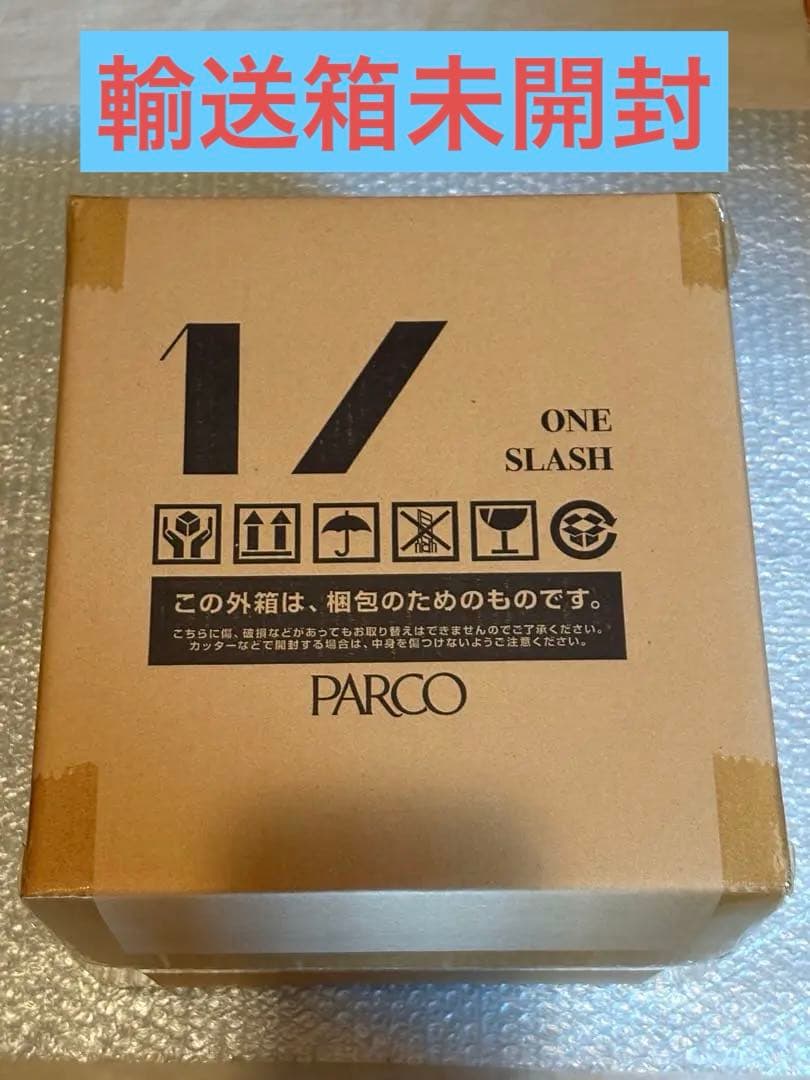 輸送箱未開封
1/
ONE
SLASH
この外箱は、梱包のためのものです。
こちらに傷、破損などがあってもお取り替えはできませんのでご了承ください。
カッターなどで開封する場合は、中身を傷つけないようご注意ください。
PARCO